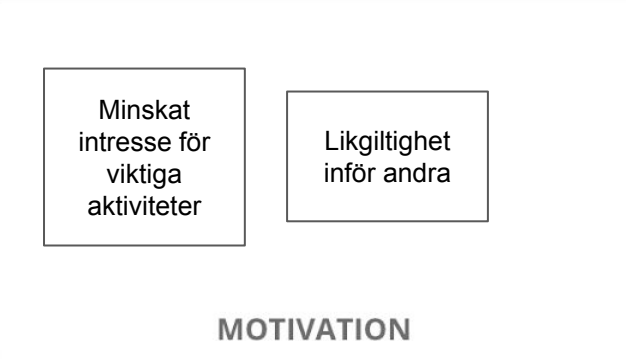 Minskat
intresse för
viktiga
aktiviteter
Likgiltighet
inför andra
MOTIVATION